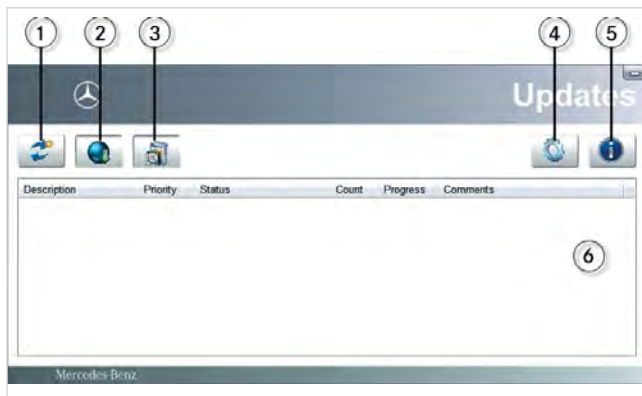 1 2 3 4 5
Updates
Description Priority Status Count Progress Comments
6
Mercedes-Benz